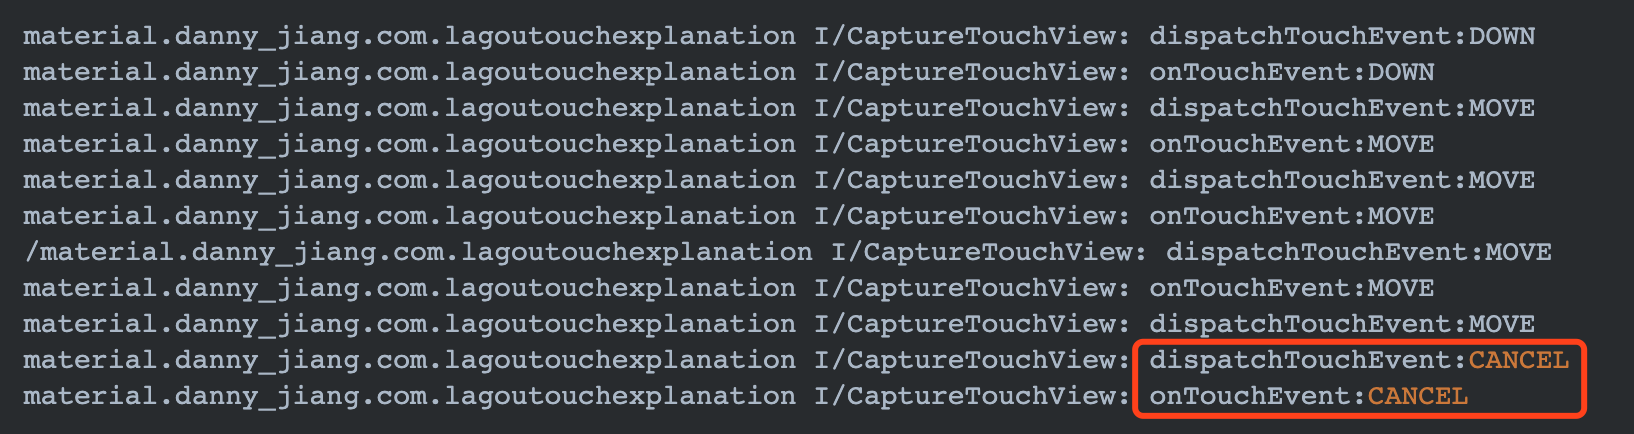 material.danny_jiang.com.lagoutouchexplanation I/CaptureTouchView: dispatchTouchEvent:DOWN
material.danny_jiang.com.lagoutouchexplanation I/CaptureTouchView: onTouchEvent:DOWN
material.danny_jiang.com.lagoutouchexplanation I/CaptureTouchView: dispatchTouchEvent:MOVE
material.danny_jiang.com.lagoutouchexplanation I/CaptureTouchView: onTouchEvent:MOVE
material.danny_jiang.com.lagoutouchexplanation I/CaptureTouchView: dispatchTouchEvent:MOVE
material.danny_jiang.com.lagoutouchexplanation I/CaptureTouchView: onTouchEvent:MOVE
/material.danny_jiang.com.lagoutouchexplanation I/CaptureTouchView: dispatchTouchEvent:MOVE
material.danny_jiang.com.lagoutouchexplanation I/CaptureTouchView: onTouchEvent:MOVE
material.danny_jiang.com.lagoutouchexplanation I/CaptureTouchView: dispatchTouchEvent:MOVE
material.danny_jiang.com.lagoutouchexplanation I/CaptureTouchView: dispatchTouchEvent:CANCEL
material.danny_jiang.com.lagoutouchexplanation I/CaptureTouchView: onTouchEvent:CANCEL